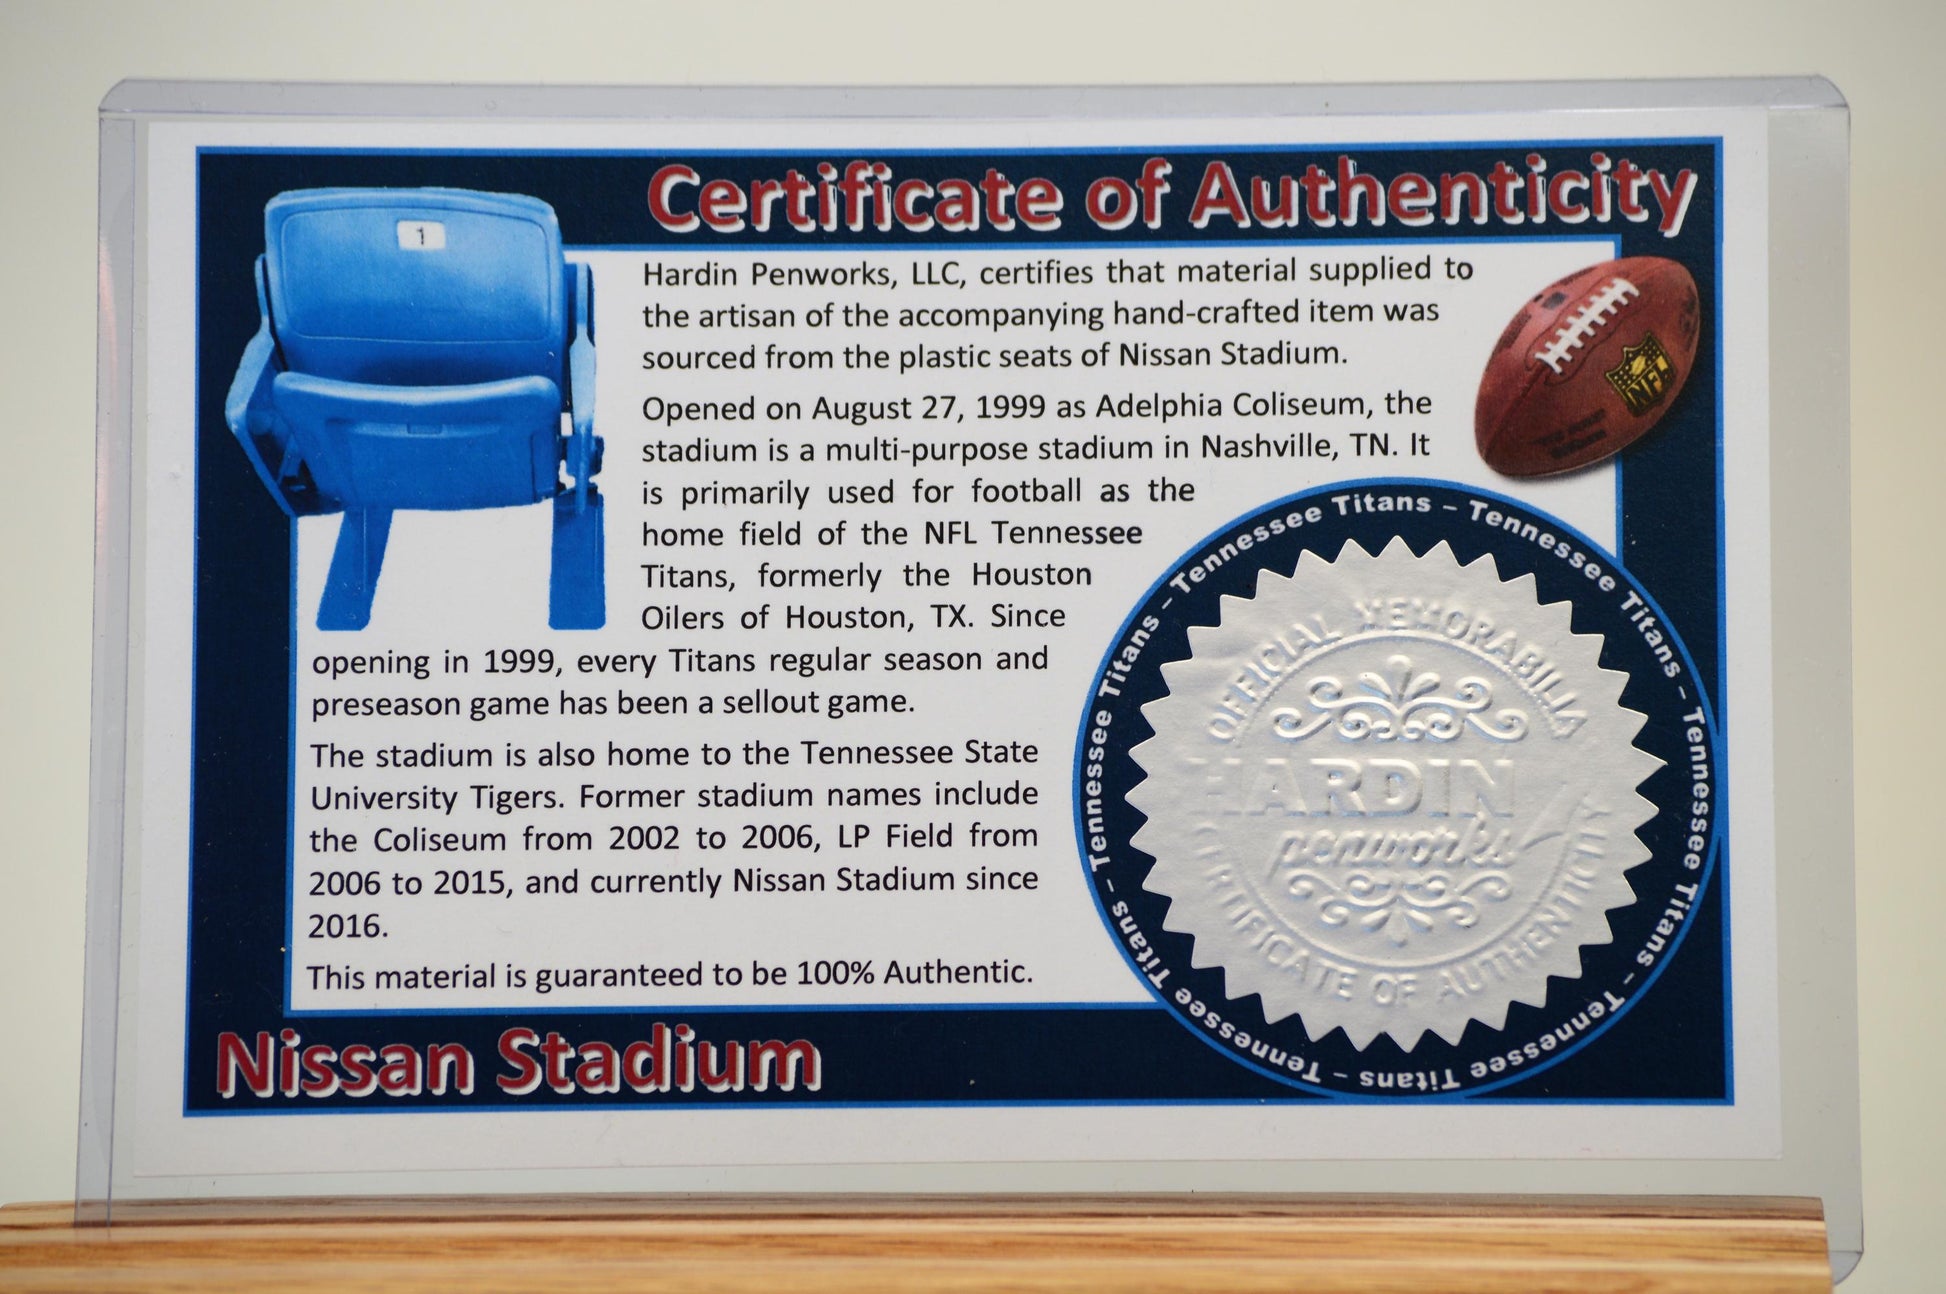 Certificate of Authenticity
1
Hardin Penworks, LLC, certifies that material supplied to
the artisan of the accompanying hand-crafted item was
sourced from the plastic seats of Nissan Stadium.
Opened on August 27, 1999 as Adelphia Coliseum, the
stadium is a multi-purpose stadium in Nashville, TN. It
is primarily used for football as the
home field of the NFL Tennessee
Titans, formerly the Houston
Oilers of Houston, TX. Since
opening in 1999, every Titans regular season and
preseason game has been a sellout game.
The stadium is also home to the Tennessee State
University Tigers. Former stadium names include
the Coliseum from 2002 to 2006, LP Field from
2006 to 2015, and currently Nissan Stadium since
2016.
This material is guaranteed to be 100% Authentic.
Nissan Stadium
NFL
Tennessee Titans – Tennessee Titans – Tennessee Titans – Tennessee Titans – Tennessee Titans – Tennessee Titans –
OFFICIAL MEMORABILIA
HARDIN
penworks
CERTIFICATE OF AUTHENTICITY